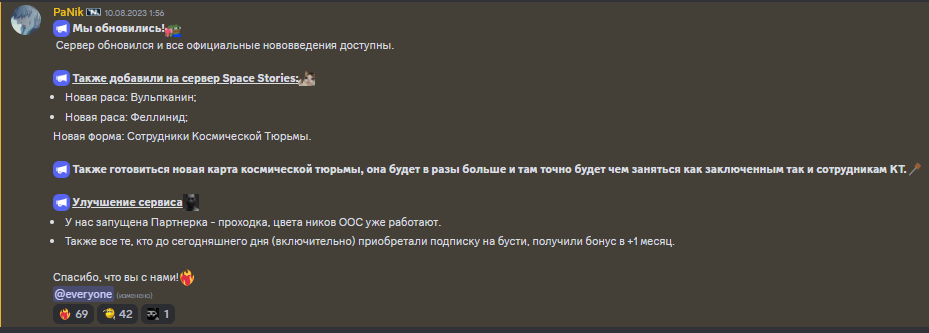 PaNik 10.08.2023 1:56
Мы обновились!
Сервер обновился и все официальные нововведения доступны.
Также добавили на сервер Space Stories:
Новая раса: Вульпканин;
Новая раса: Феллинид;
Новая форма: Сотрудники Космической Тюрьмы.
Также готовиться новая карта космической тюрьмы, она будет в разы больше и там точно будет чем заняться как заключенным так и сотрудникам КТ.
Улучшение сервиса
У нас запущена Партнерка - проходка, цвета ников ООС уже работают.
Также все те, кто до сегодняшнего дня (включительно) приобретали подписку на бусти, получили бонус в +1 месяц.
Спасибо, что вы с нами!
@everyone (изменено)
69 42 1